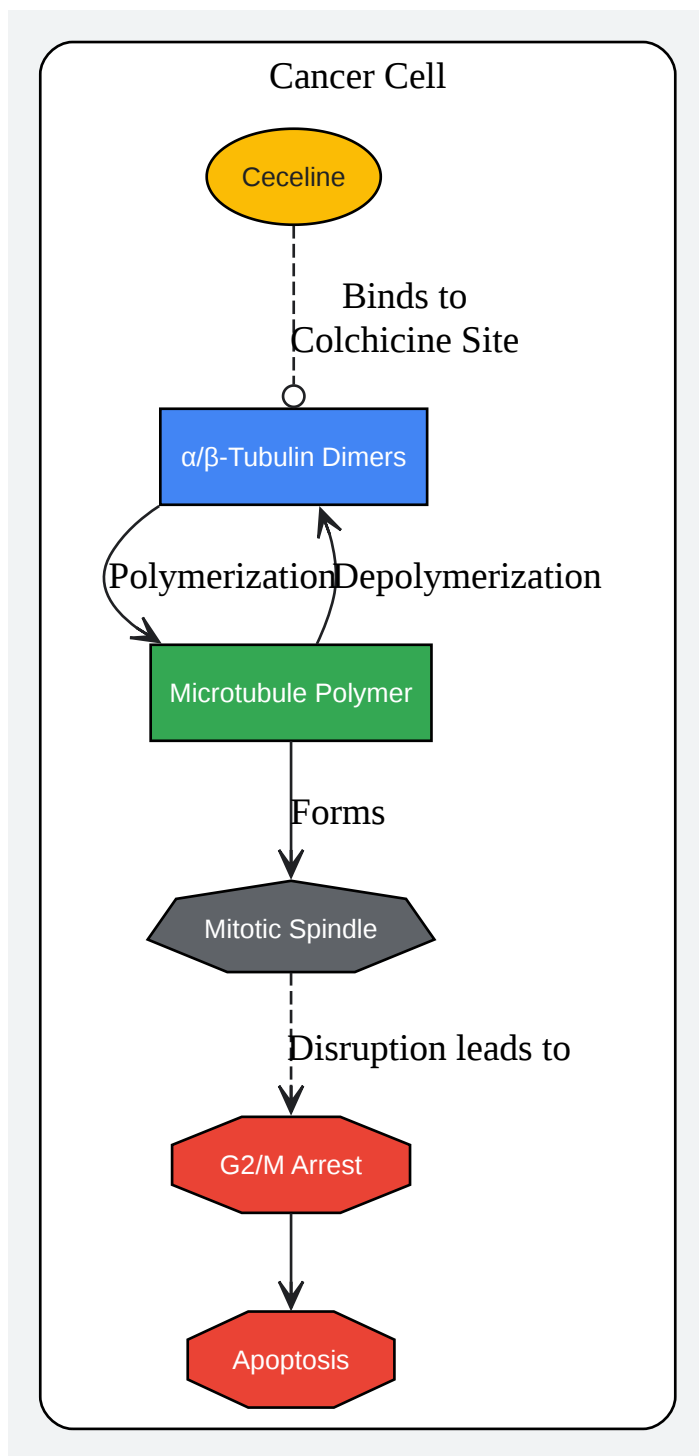 Cancer Cell
Ceceline
Binds to
Colchicine Site
α/β-Tubulin Dimers
Polymerization
Depolymerization
Microtubule Polymer
Forms
Mitotic Spindle
Disruption leads to
G2/M Arrest
Apoptosis